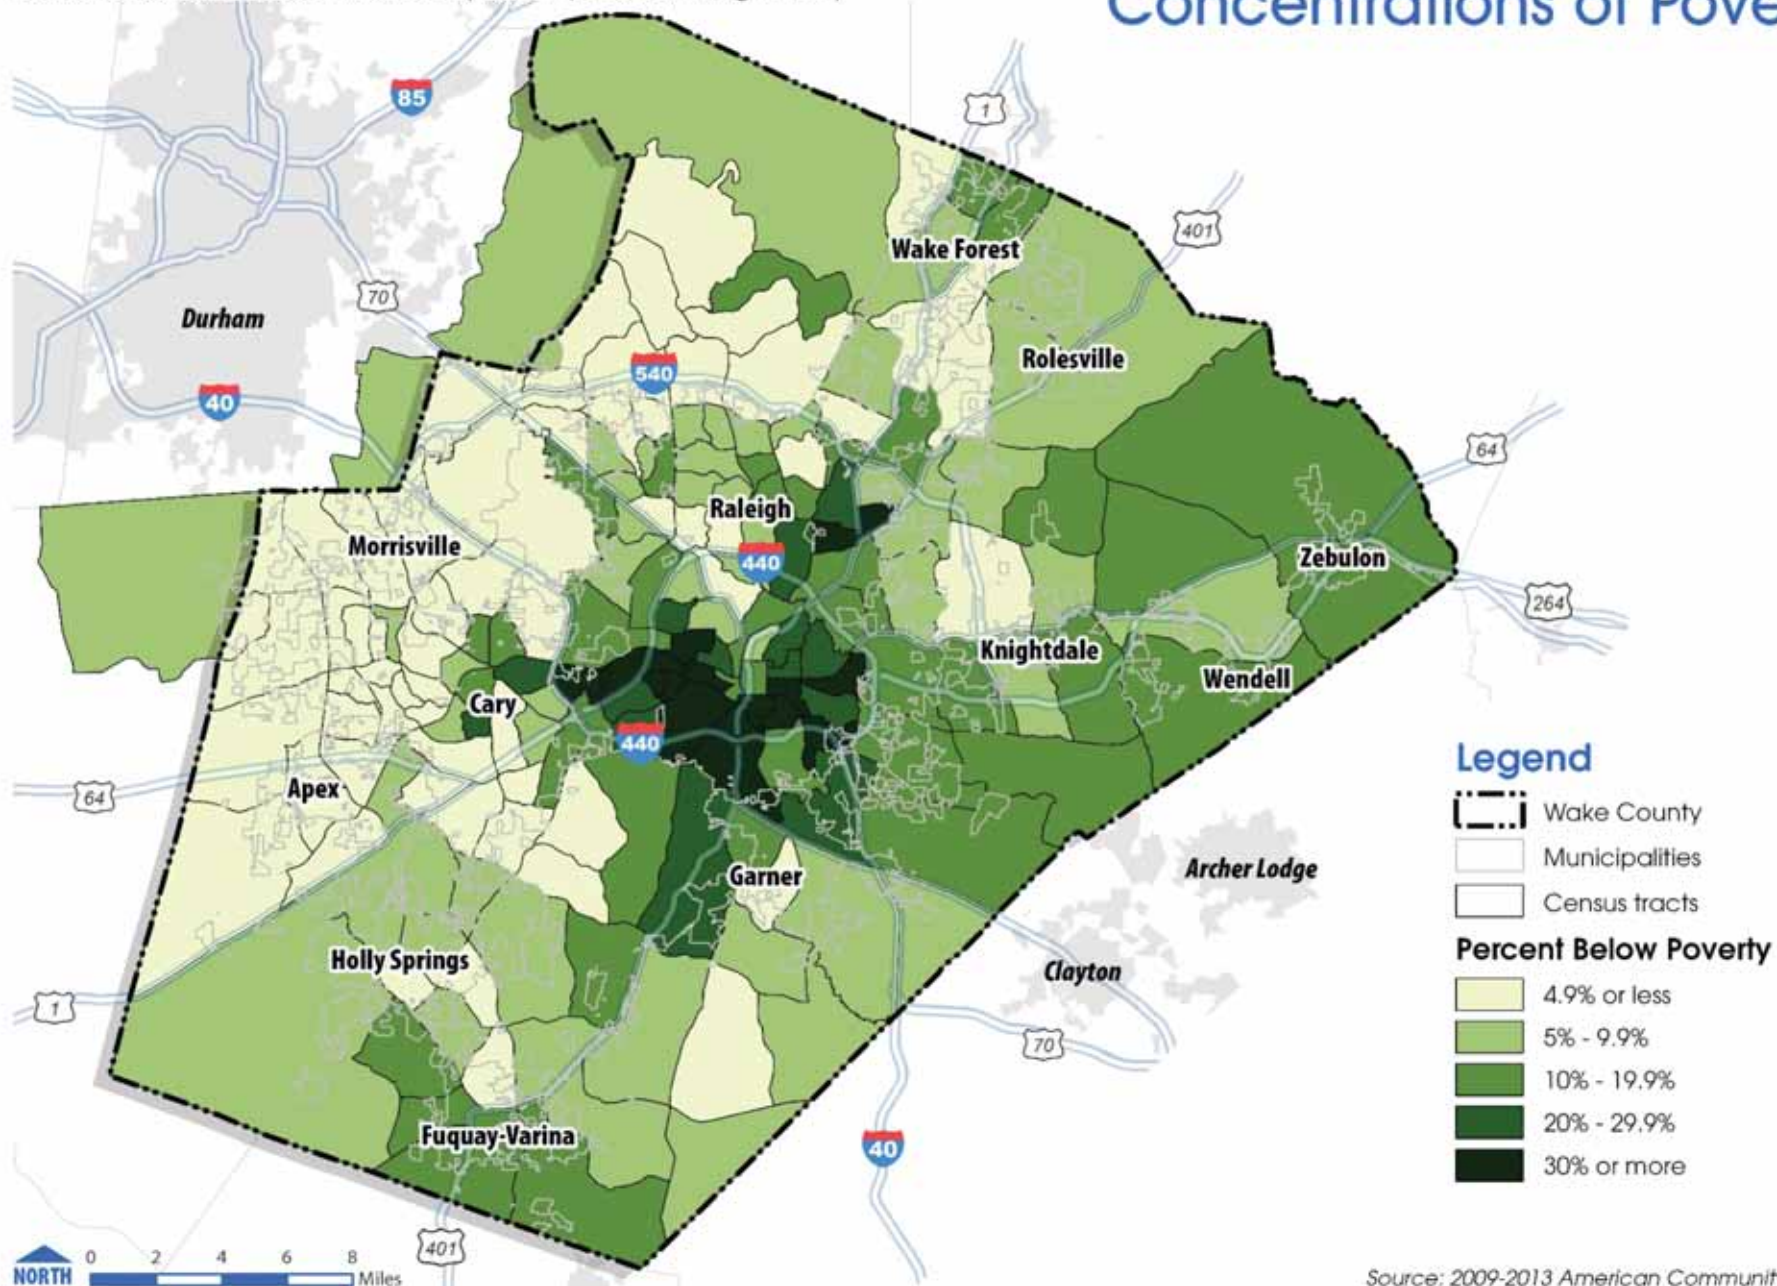 Concentrations of Pove
85
1
401
Wake Forest
70
Durham
Rolesville
540
40
64
Raleigh
Morrisville
440
Zebulon
264
Knightdale
Wendell
Cary
440
Apex
64
Garner
Archer Lodge
Holly Springs
Clayton
1
70
Fuquay-Varina
40
401
Legend
Wake County
Municipalities
Census tracts
Percent Below Poverty
4.9% or less
5% - 9.9%
10% - 19.9%
20% - 29.9%
30% or more
NORTH
0 2 4 6 8 Miles
Source: 2009-2013 American Communit